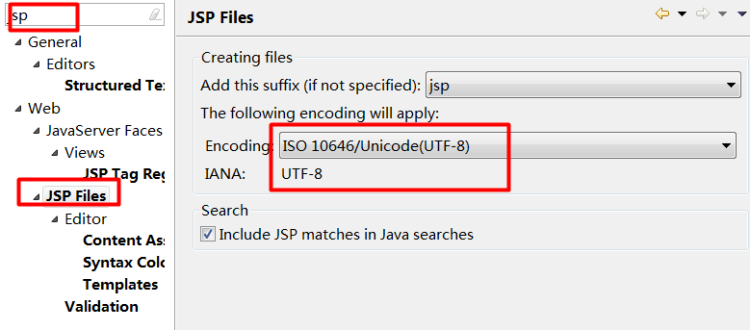 jsp
General
Editors
Structured Te
Web
JavaServer Faces
Views
JSP Tag Reg
JSP Files
Editor
Content As
Syntax Colo
Templates
Validation
JSP Files
Creating files
Add this suffix (if not specified): jsp
The following encoding will apply:
Encoding: ISO 10646/Unicode(UTF-8)
IANA: UTF-8
Search
Include JSP matches in Java searches